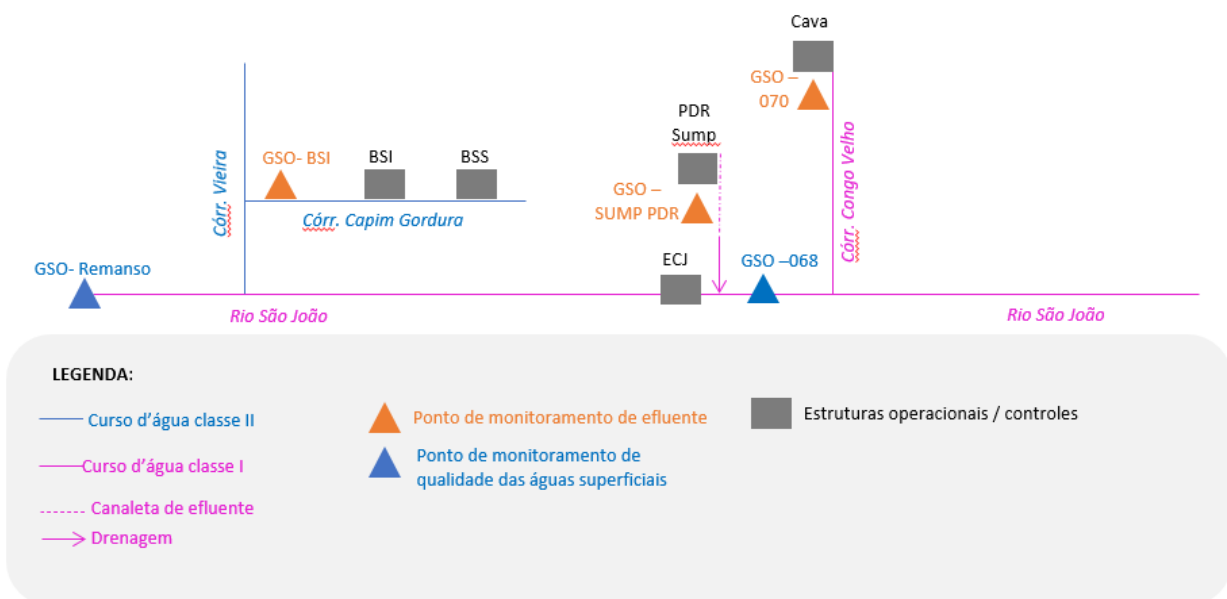 Cava
GSO –
070
PDR
Sump
GSO –
SUMP PDR
Córr. Congo Velho
Córr. Vieira
GSO- BSI
BSI
BSS
Córr. Capim Gordura
GSO- Remanso
ECJ
GSO –068
Rio São João
Rio São João
LEGENDA:
Curso d’água classe II
Curso d’água classe I
Canaleta de efluente
Drenagem
Ponto de monitoramento de efluente
Ponto de monitoramento de
qualidade das águas superficiais
Estruturas operacionais / controles